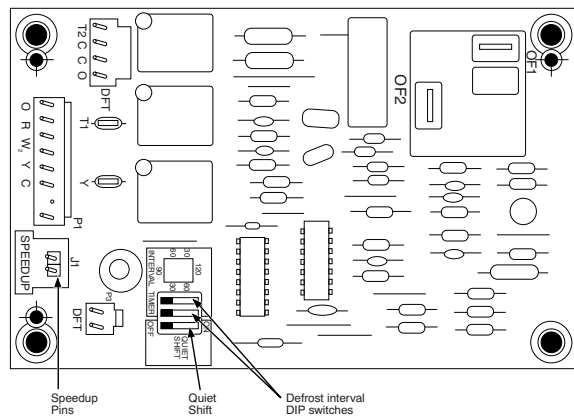 T2 C C O
DFT
OF1
OF2
T1
O R W2 Y C
Y
P1
SPEEDUP
J1
P3
DFT
INTERVAL TIMER
60 30
120
90
30 60
OFF
ON
QUIET
SHIFT
Speedup
Pins
Quiet
Shift
Defrost interval
DIP switches